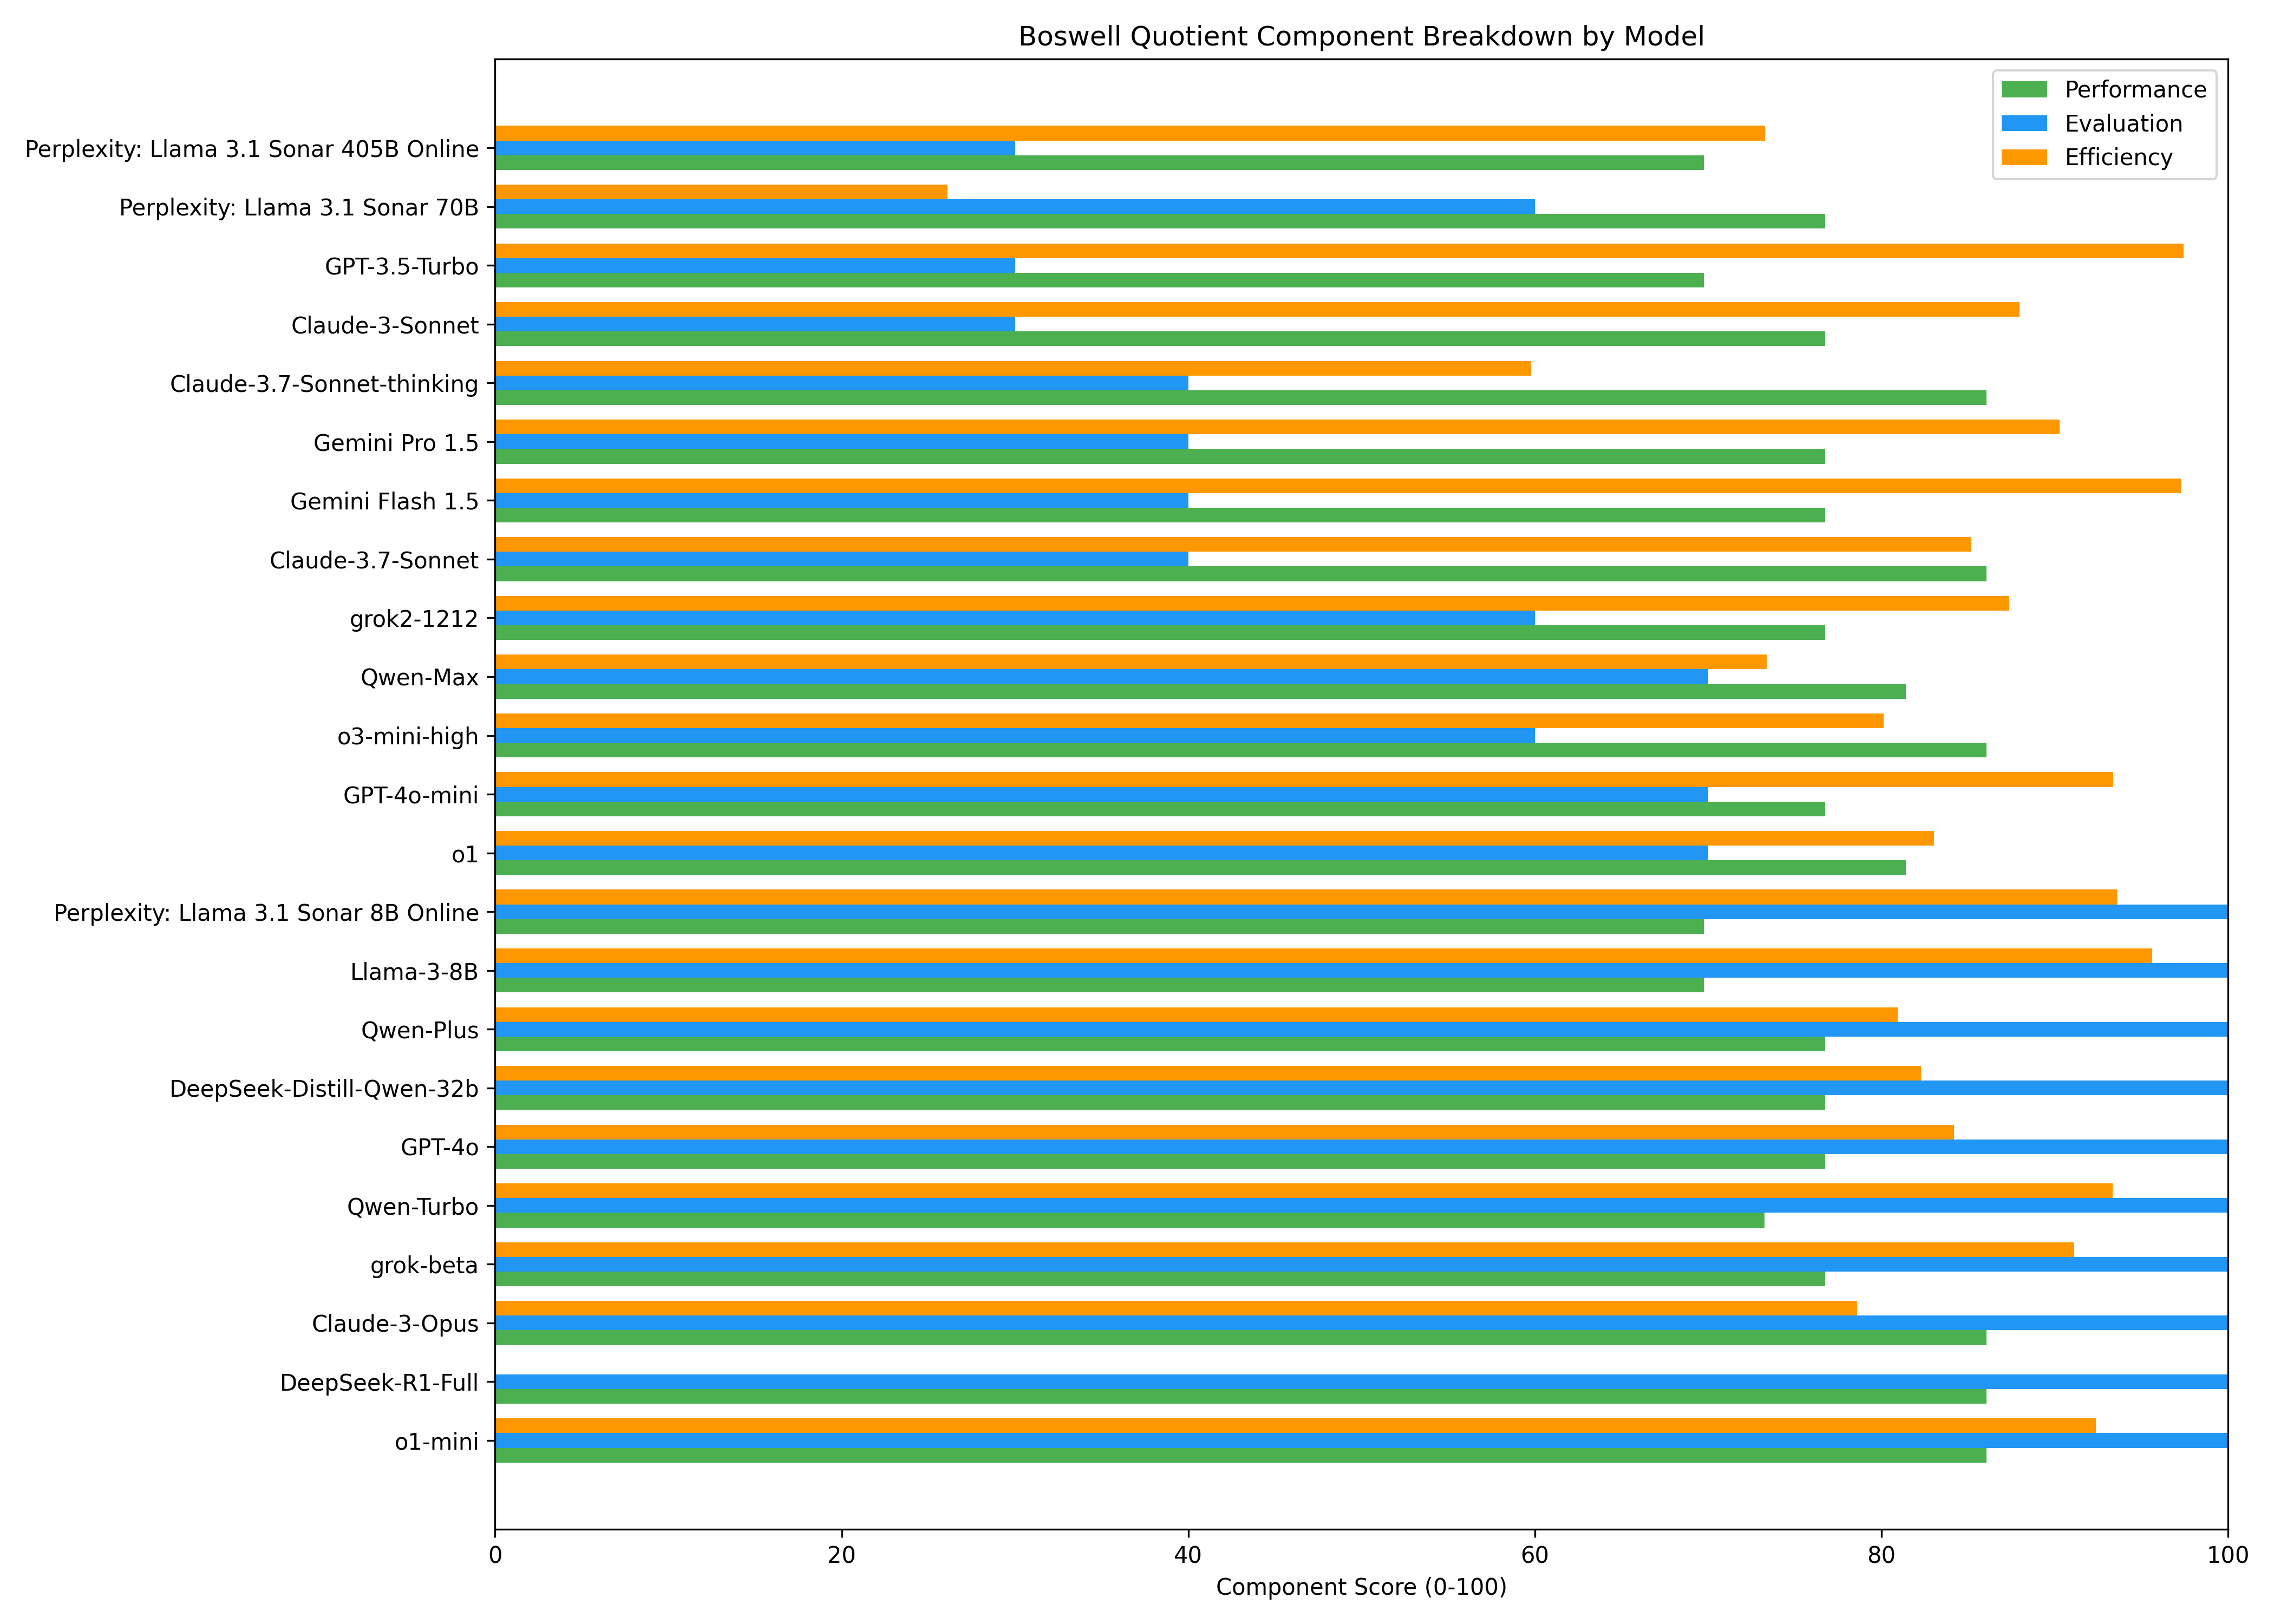 Boswell Quotient Component Breakdown by Model
Performance
Evaluation
Efficiency
Perplexity: Llama 3.1 Sonar 405B Online
Perplexity: Llama 3.1 Sonar 70B
GPT-3.5-Turbo
Claude-3-Sonnet
Claude-3.7-Sonnet-thinking
Gemini Pro 1.5
Gemini Flash 1.5
Claude-3.7-Sonnet
grok2-1212
Qwen-Max
o3-mini-high
GPT-4o-mini
o1
Perplexity: Llama 3.1 Sonar 8B Online
Llama-3-8B
Qwen-Plus
DeepSeek-Distill-Qwen-32b
GPT-4o
Qwen-Turbo
grok-beta
Claude-3-Opus
DeepSeek-R1-Full
o1-mini
0 20 40 60 80 100
Component Score (0-100)